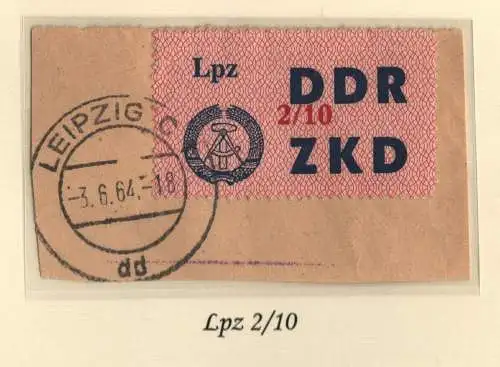 Lpz
DDR
2/10
ZKD
LEIPZIG C
-3.6.64.-18
dd
Lpz 2/10